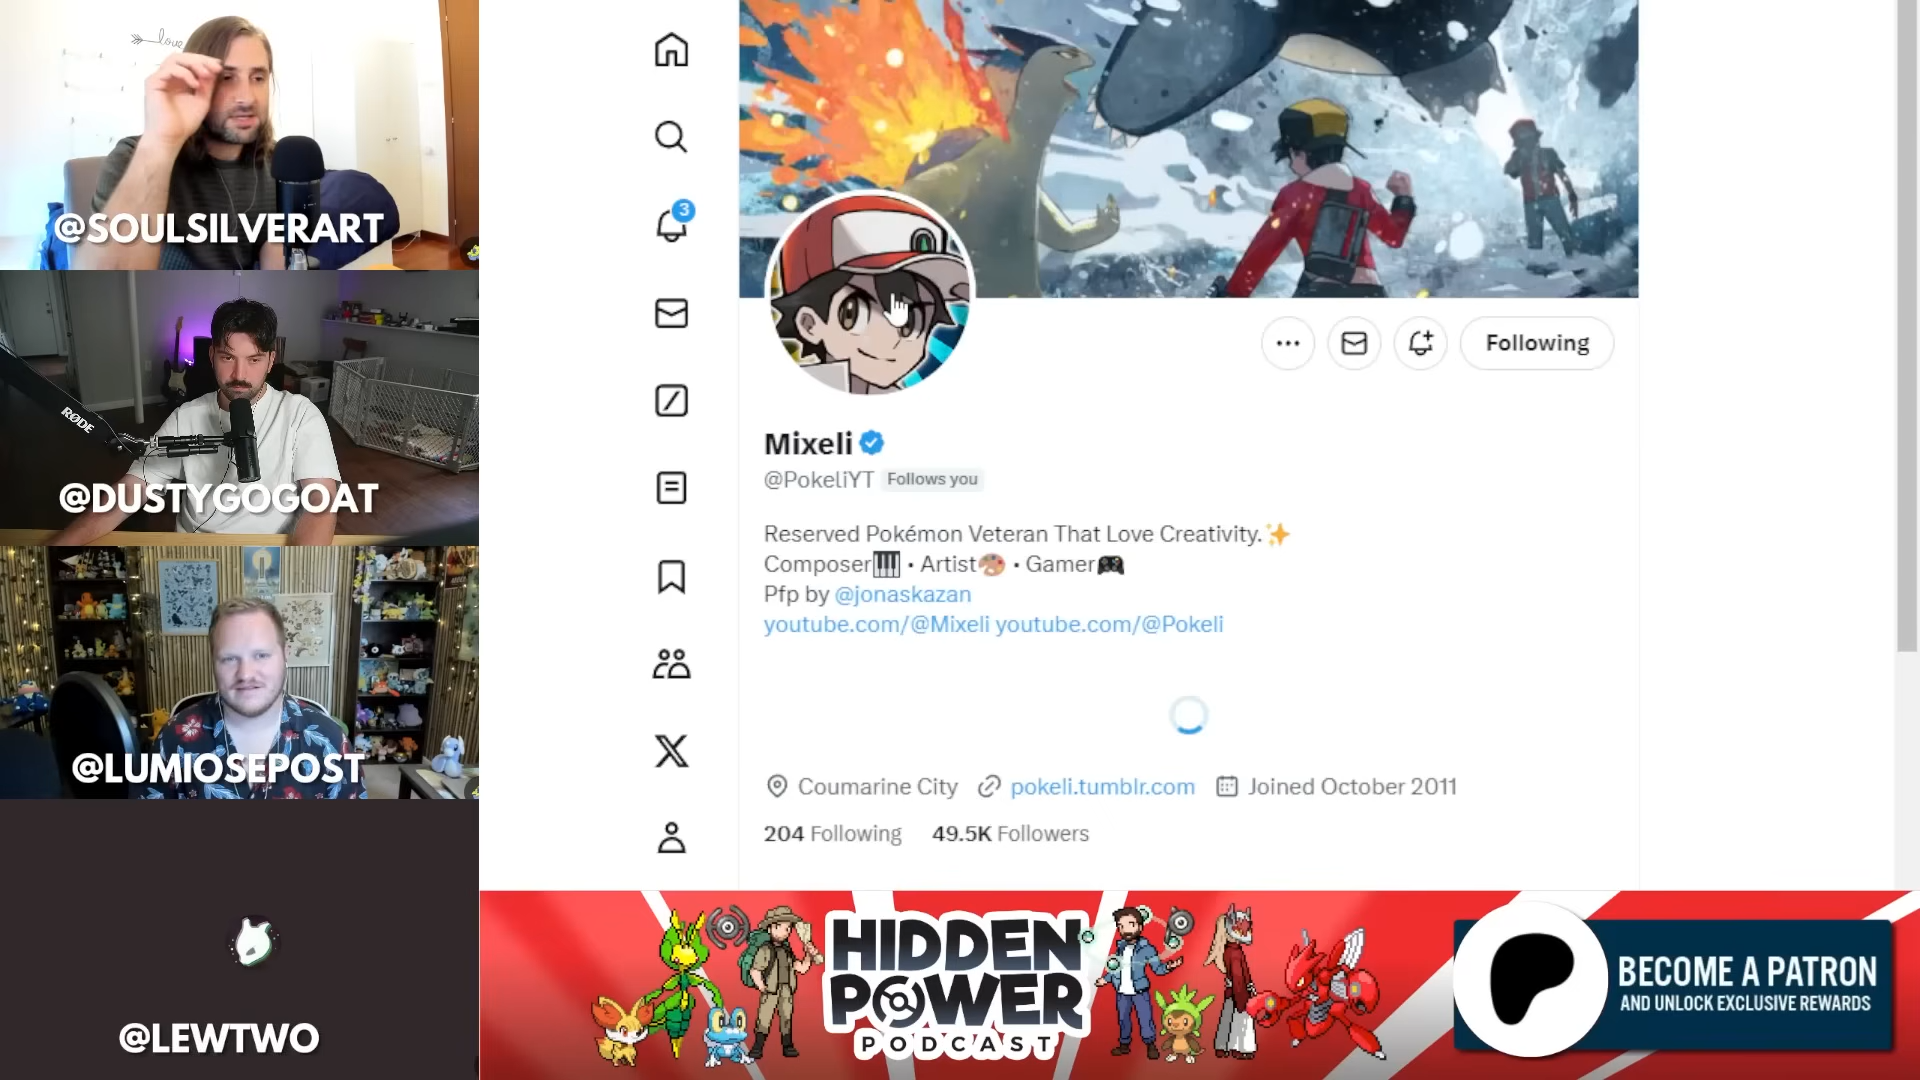 love
@SOULSILVERART
RØDE
@DUSTYGOGOAT
@LUMIOSEPOST
@LEWTWO
3
Following
Mixeli
@PokeliYT Follows you
Reserved Pokémon Veteran That Love Creativity.✨
Composer🎹 • Artist🎨 • Gamer🎮
Pfp by @jonaskazan
youtube.com/@Mixeli youtube.com/@Pokeli
Coumarine City pokeli.tumblr.com Joined October 2011
204 Following 49.5K Followers
HIDDEN
POWER
PODCAST
BECOME A PATRON
AND UNLOCK EXCLUSIVE REWARDS